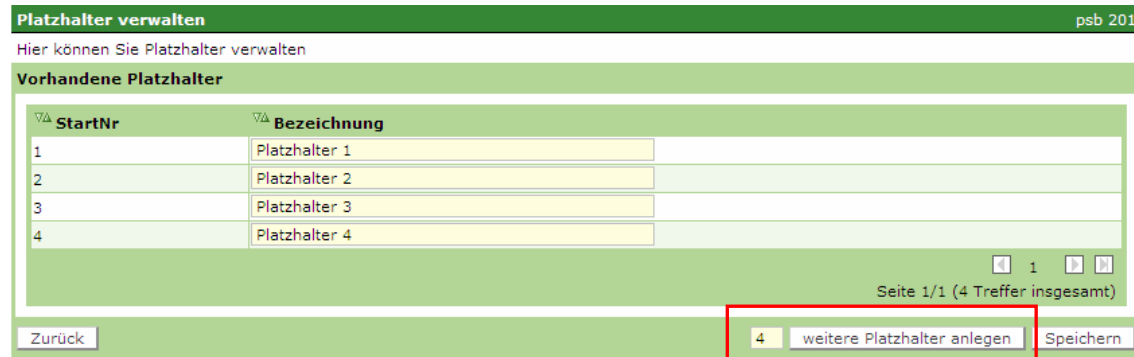 Platzhalter verwalten psb 201
Hier können Sie Platzhalter verwalten
Vorhandene Platzhalter
StartNr Bezeichnung
1 Platzhalter 1
2 Platzhalter 2
3 Platzhalter 3
4 Platzhalter 4
1
Seite 1/1 (4 Treffer insgesamt)
Zurück 4 weitere Platzhalter anlegen Speichern